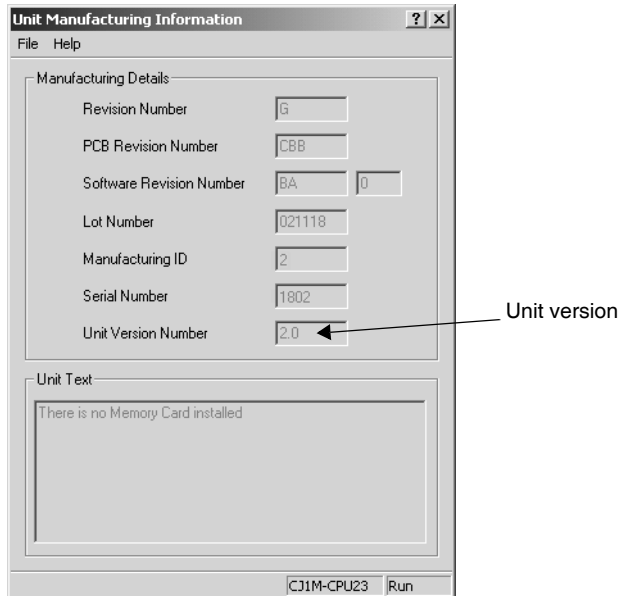 Unit Manufacturing Information
File Help
Manufacturing Details
Revision Number G
PCB Revision Number CBB
Software Revision Number BA 0
Lot Number 021118
Manufacturing ID 2
Serial Number 1802
Unit Version Number 2.0
Unit version
Unit Text
There is no Memory Card installed
CJ1M-CPU23 Run